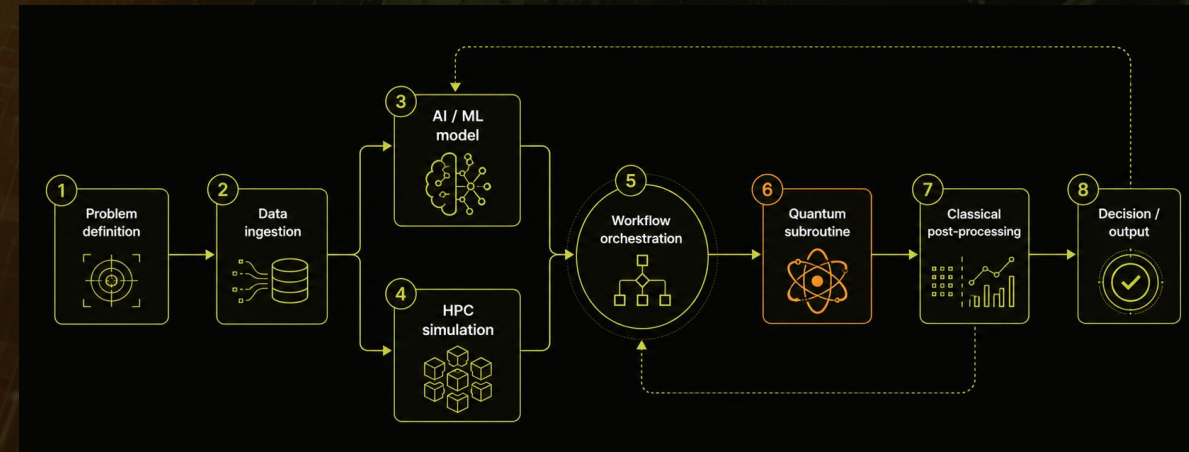 1
Problem
definition
2
Data
ingestion
3
AI / ML
model
4
HPC
simulation
5
Workflow
orchestration
6
Quantum
subroutine
7
Classical
post-processing
8
Decision /
output